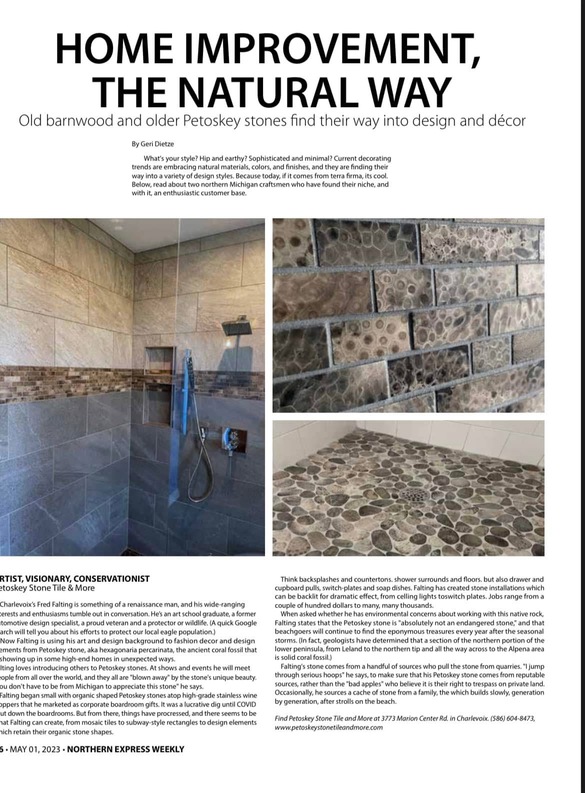 HOME IMPROVEMENT,
THE NATURAL WAY
Old barnwood and older Petoskey stones find their way into design and décor
By Geri Dietze
What's your style? Hip and earthy? Sophisticated and minimal? Current decorating
trends are embracing natural materials, colors, and finishes, and they are finding their
way into a variety of design styles. Because today, if it comes from terra firma, its cool.
Below, read about two northern Michigan craftsmen who have found their niche, and
with it, an enthusiastic customer base.
RTIST, VISIONARY, CONSERVATIONIST
etoskey Stone Tile & More
Charlevoix's Fred Falting is something of a renaissance man, and his wide-ranging
terests and enthusiasms tumble out in conversation. He's an art school graduate, a former
utomotive design specialist, a proud veteran and a protector or wildlife. (A quick Google
arch will tell you about his efforts to protect our local eagle population.)
Now Falting is using his art and design background to fashion decor and design
ements from Petoskey stone, aka hexagonaria percarinata, the ancient coral fossil that
showing up in some high-end homes in unexpected ways.
lting loves introducing others to Petoskey Stones. At shows and events he will meet
eople from all over the world, and they all are "blown away" by the stone's unique beauty.
ou don't have to be from Michigan to appreciate this stone" he says.
Falting began small with organic shaped Petoskey stones atop high-grade stainless wine
oppers that he marketed as corporate boardroom gifts. It was a lucrative dig until COVID
ut down the boardrooms. But from there, things have processed, and there seems to be
hat Falting can create, from mosaic tiles to subway-style rectangles to design elements
hich retain their organic stone shapes.
Think backsplashes and countertons. shower surrounds and floors. but also drawer and
cupboard pulls, switch-plates and soap dishes. Falting has created stone installations which
can be backlit for dramatic effect, from ceiling lights toswitch plates. Jobs range from a
couple of hundred dollars to many, many thousands.
When asked whether he has environmental concerns about working with this native rock,
Falting states that the Petoskey stone is "absolutely not an endangered stone," and that
beachgoers will continue to find the eponymous treasures every year after the seasonal
storms. (In fact, geologists have determined that a section of the northern portion of the
lower peninsula, from Leland to the northern tip and all the way across to the Alpena area
is solid coral fossil.)
Falting's stone comes from a handful of sources who pull the stone from quarries. "I jump
through serious hoops" he says, to make sure that his Petoskey stone comes from reputable
sources, rather than the "bad apples" who believe it is their right to trespass on private land.
Occasionally, he sources a cache of stone from a family, the which builds slowly, generation
by generation, after strolls on the beach.
Find Petoskey Stone Tile and More at 3773 Marion Center Rd. in Charlevoix. (586) 604-8473,
www.petoskeystonetileandmore.com
6 • MAY 01, 2023 • NORTHERN EXPRESS WEEKLY